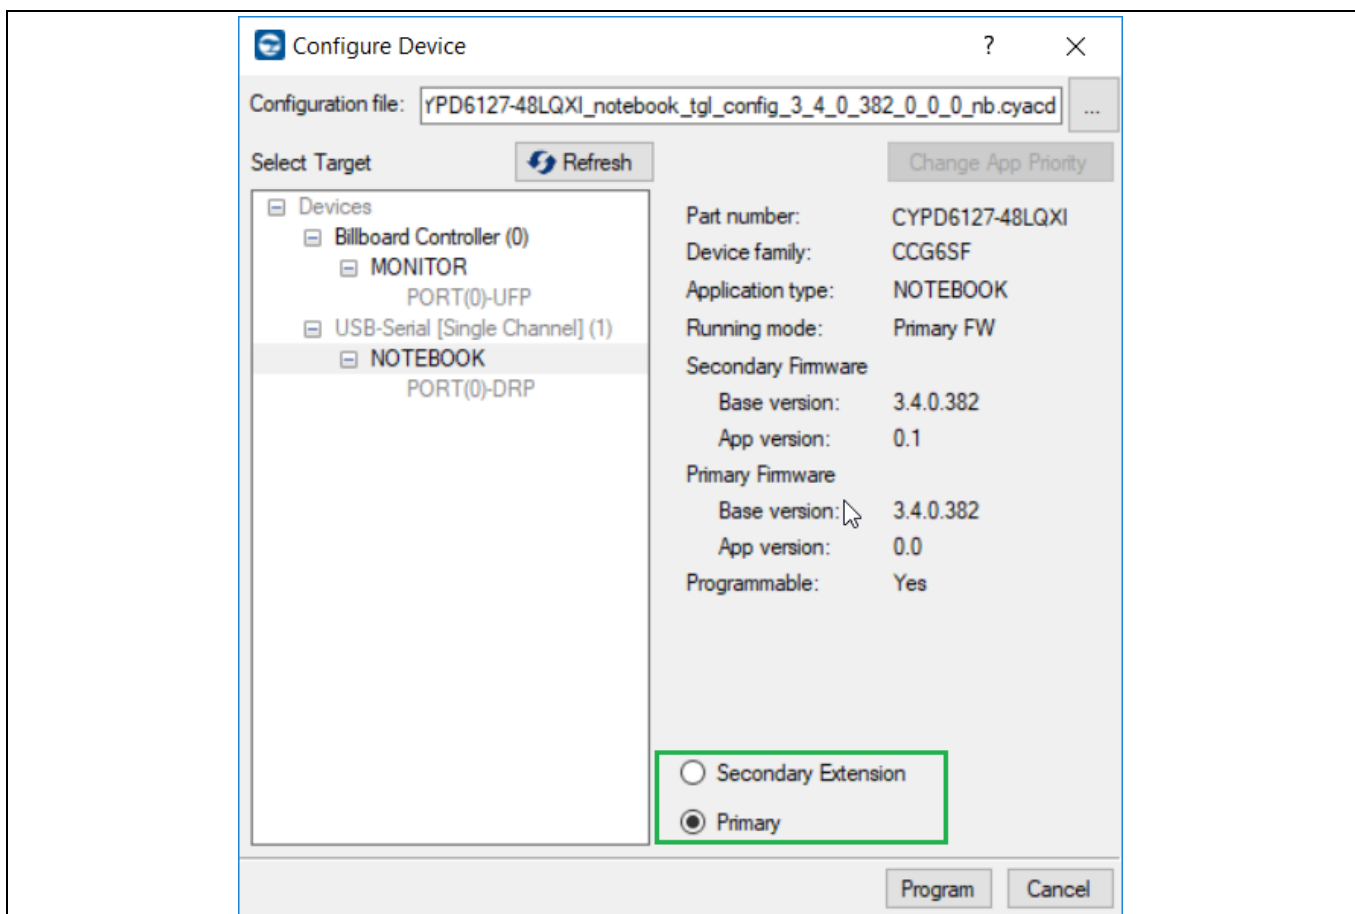 Configure Device ?
Configuration file: YPD6127-48LQXI_notebook_tgl_config_3_4_0_382_0_0_0_nb.cyacd ...
Select Target Refresh Change App Priority
Devices
Billboard Controller (0)
MONITOR
PORT(0)-UFP
USB-Serial [Single Channel] (1)
NOTEBOOK
PORT(0)-DRP
Part number: CYPD6127-48LQXI
Device family: CCG6SF
Application type: NOTEBOOK
Running mode: Primary FW
Secondary Firmware
Base version: 3.4.0.382
App version: 0.1
Primary Firmware
Base version: 3.4.0.382
App version: 0.0
Programmable: Yes
Secondary Extension
Primary
Program Cancel